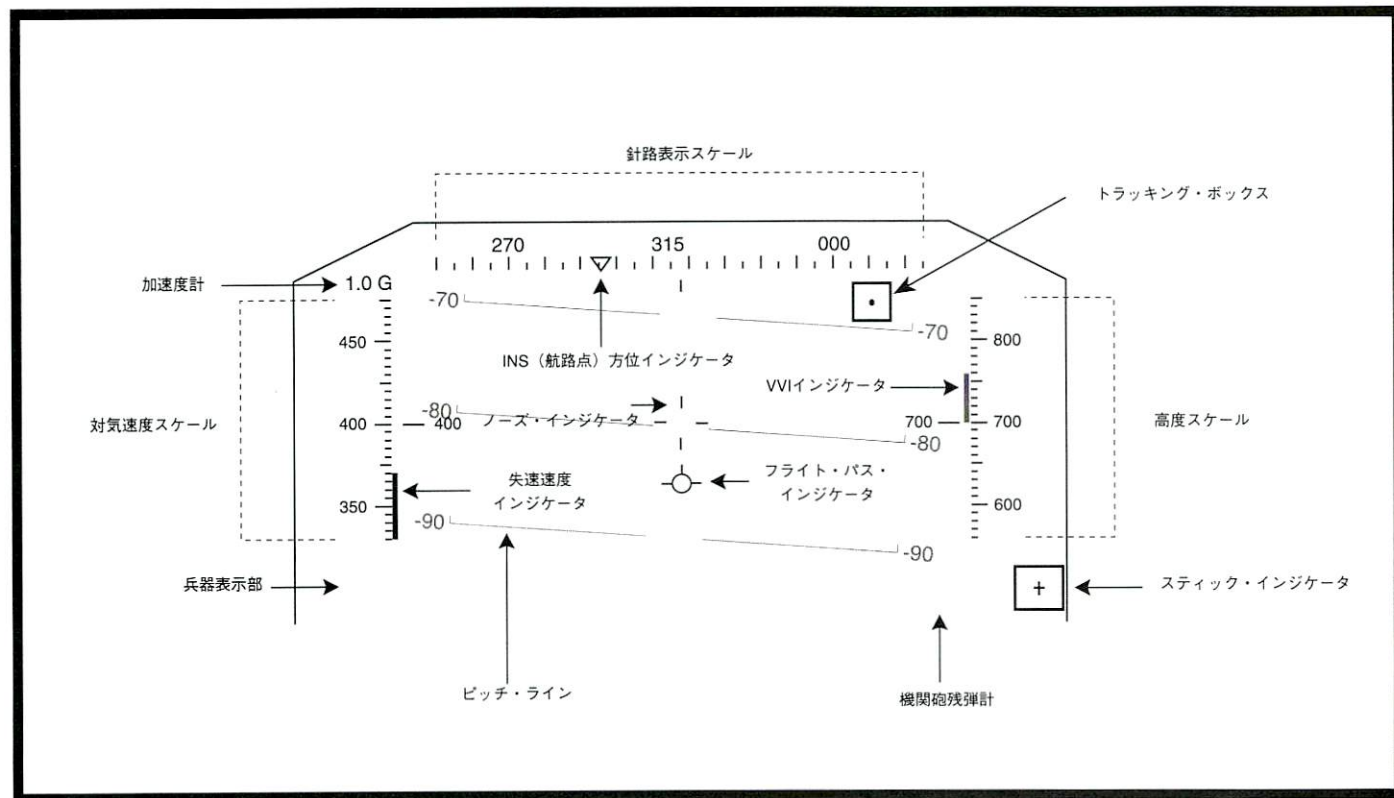 針路表示スケール
トラッキング・ボックス
270 315 000
加速度計 1.0 G
-70
-70
450
800
INS（航路点）方位インジケータ
VVIインジケータ
対気速度スケール
400 400
-80
ノーズ・インジケータ
700 700
-80
高度スケール
失速速度
インジケータ
フライト・パス・
インジケータ
350
600
-90
-90
兵器表示部
スティック・インジケータ
ピッチ・ライン
機関砲残弾計